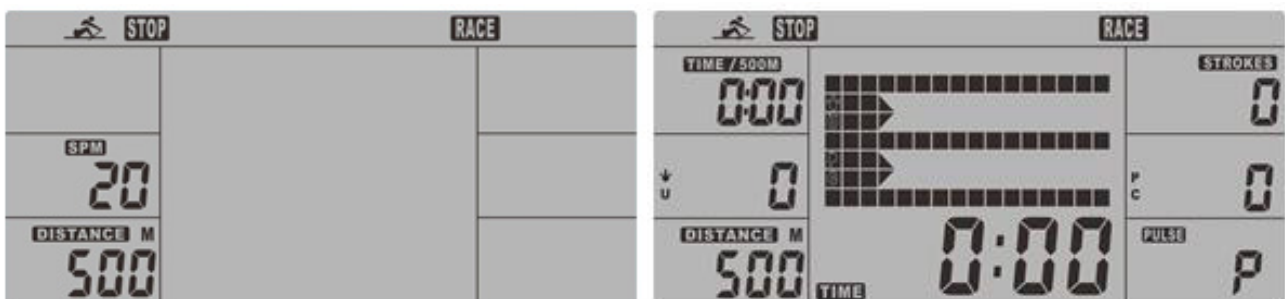 STOP RACE
SPM
20
DISTANCE M
500
STOP RACE
TIME / 500M
0:00
STROKES
0
U
0
P
C
0
DISTANCE M
500
TIME
0:00
PULSE
P